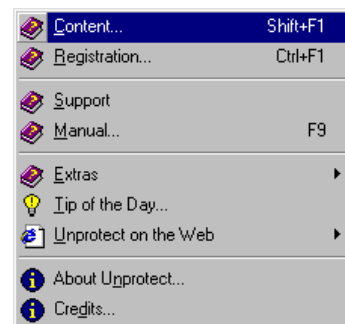 Content... Shift+F1
Registration... Ctrl+F1
Support
Manual... F9
Extras
Tip of the Day...
Unprotect on the Web
About Unprotect...
Credits...